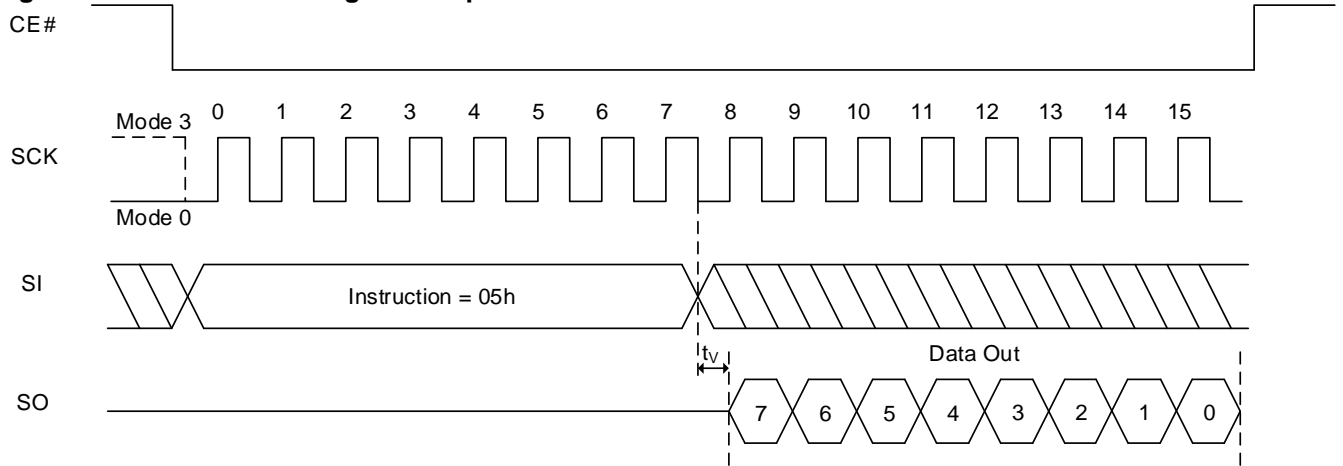 CE#
Mode 3
0 1 2 3 4 5 6 7 8 9 10 11 12 13 14 15
SCK
Mode 0
SI
Instruction = 05h
tV
Data Out
SO
7 6 5 4 3 2 1 0